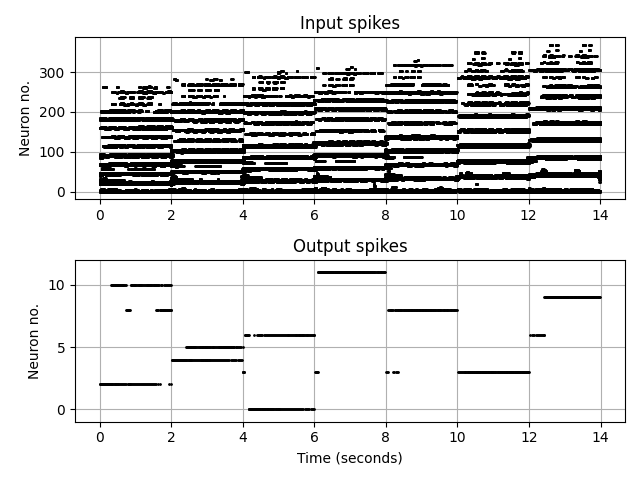 Input spikes
Neuron no.
300
200
100
0
0 2 4 6 8 10 12 14
Output spikes
Neuron no.
10
5
0
0 2 4 6 8 10 12 14
Time (seconds)